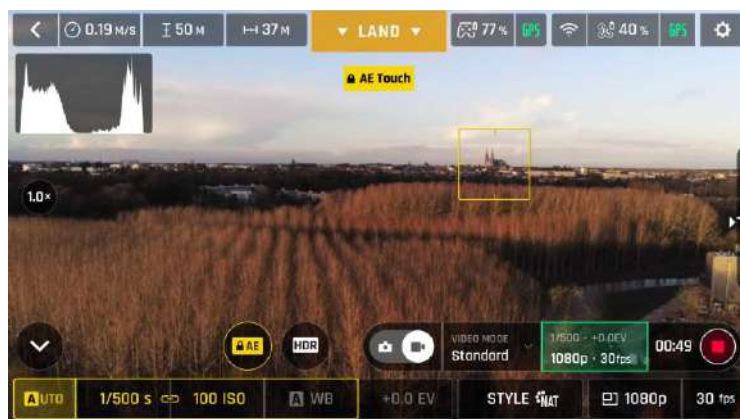 0.19 M/S
50 M
37 M
LAND
77 %
GPS
40 %
GPS
AE Touch
1.0×
AE
HDR
VIDEO MODE
Standard
1/500 · +0.0EV
1080p · 30fps
00:49
AUTO
1/500 s
100 ISO
A WB
+0.0 EV
STYLE NAT
1080p
30 fps